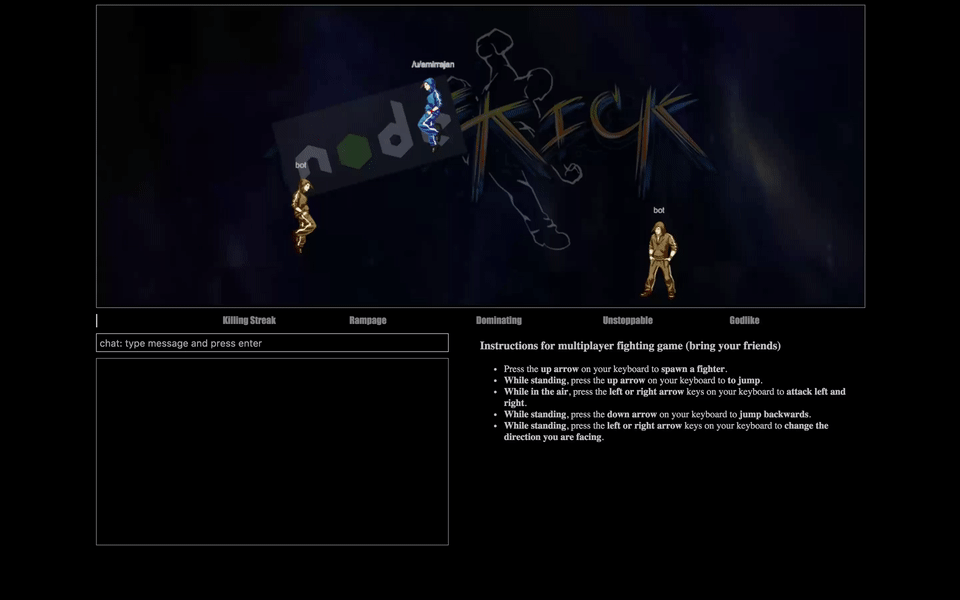 /u/amirrajan
node
KICK
bot
bot
Killing Streak Rampage Dominating Unstoppable Godlike
chat: type message and press enter
Instructions for multiplayer fighting game (bring your friends)
• Press the up arrow on your keyboard to spawn a fighter.
• While standing, press the up arrow on your keyboard to to jump.
• While in the air, press the left or right arrow keys on your keyboard to attack left and
right.
• While standing, press the down arrow on your keyboard to jump backwards.
• While standing, press the left or right arrow keys on your keyboard to change the
direction you are facing.